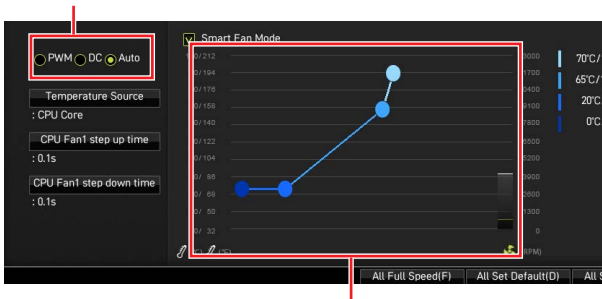 Smart Fan Mode
PWM DC Auto
Temperature Source
: CPU Core
CPU Fan1 step up time
: 0.1s
CPU Fan1 step down time
: 0.1s
0/212
0/194
0/176
0/158
0/140
0/122
0/104
0/ 86
0/ 68
0/ 50
0/ 32
(°F)
3000
1700
0400
9100
7800
6500
5200
3900
2600
1300
0
(RPM)
70°C/
65°C/
20°C
0°C
All Full Speed(F) All Set Default(D) All S